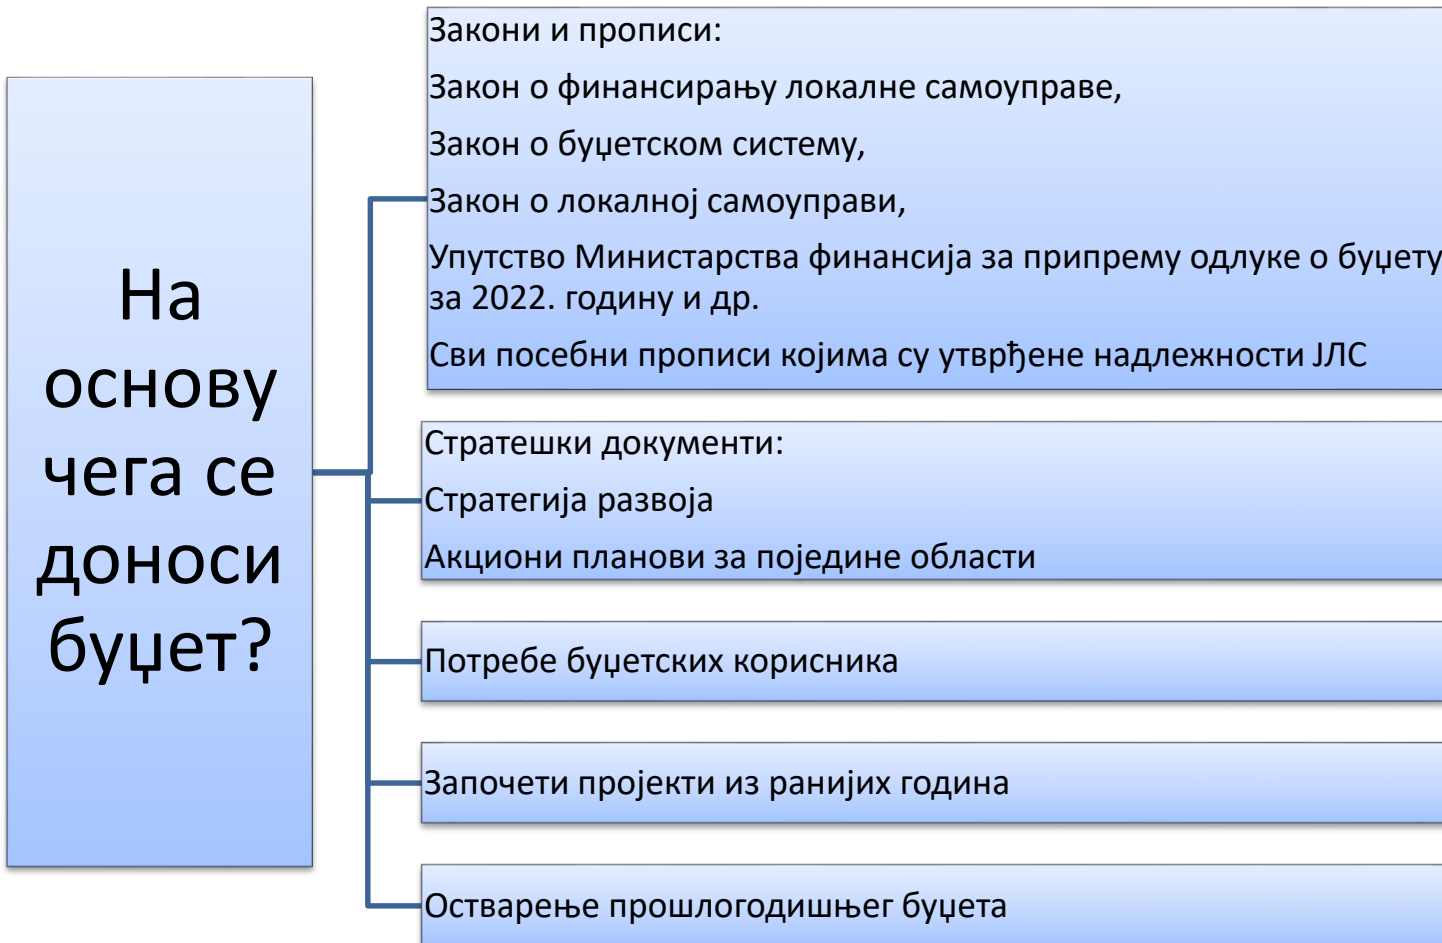 На
основу
чега се
доноси
буџет?
Закони и прописи:
Закон о финансирању локалне самоуправе,
Закон о буџетском систему,
Закон о локалној самоуправи,
Упутство Министарства финансија за припрему одлуке о буџету
за 2022. годину и др.
Сви посебни прописи којима су утврђене надлежности ЈЛС
Стратешки документи:
Стратегија развоја
Акциони планови за поједине области
Потребе буџетских корисника
Започети пројекти из ранијих година
Остварење прошлогодишњег буџета